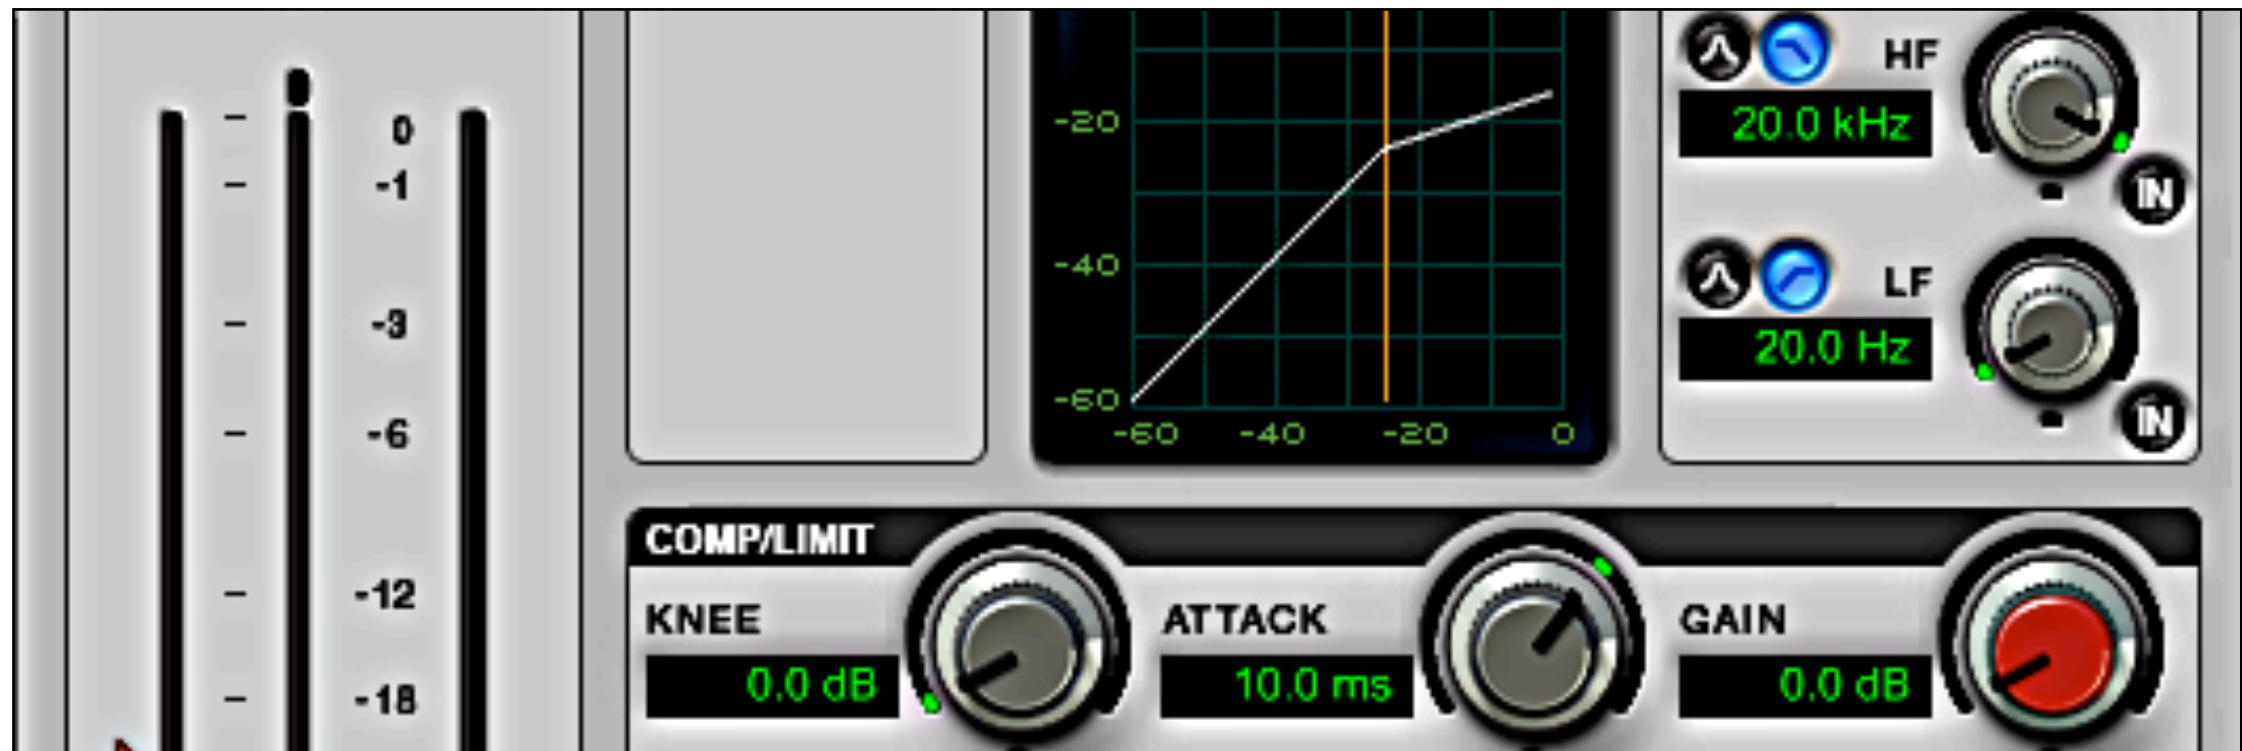 0
-1
-3
-6
-12
-18
-20
-40
-60
-60 -40 -20 0
HF
20.0 kHz
IN
LF
20.0 Hz
IN
COMP/LIMIT
KNEE
0.0 dB
ATTACK
10.0 ms
GAIN
0.0 dB